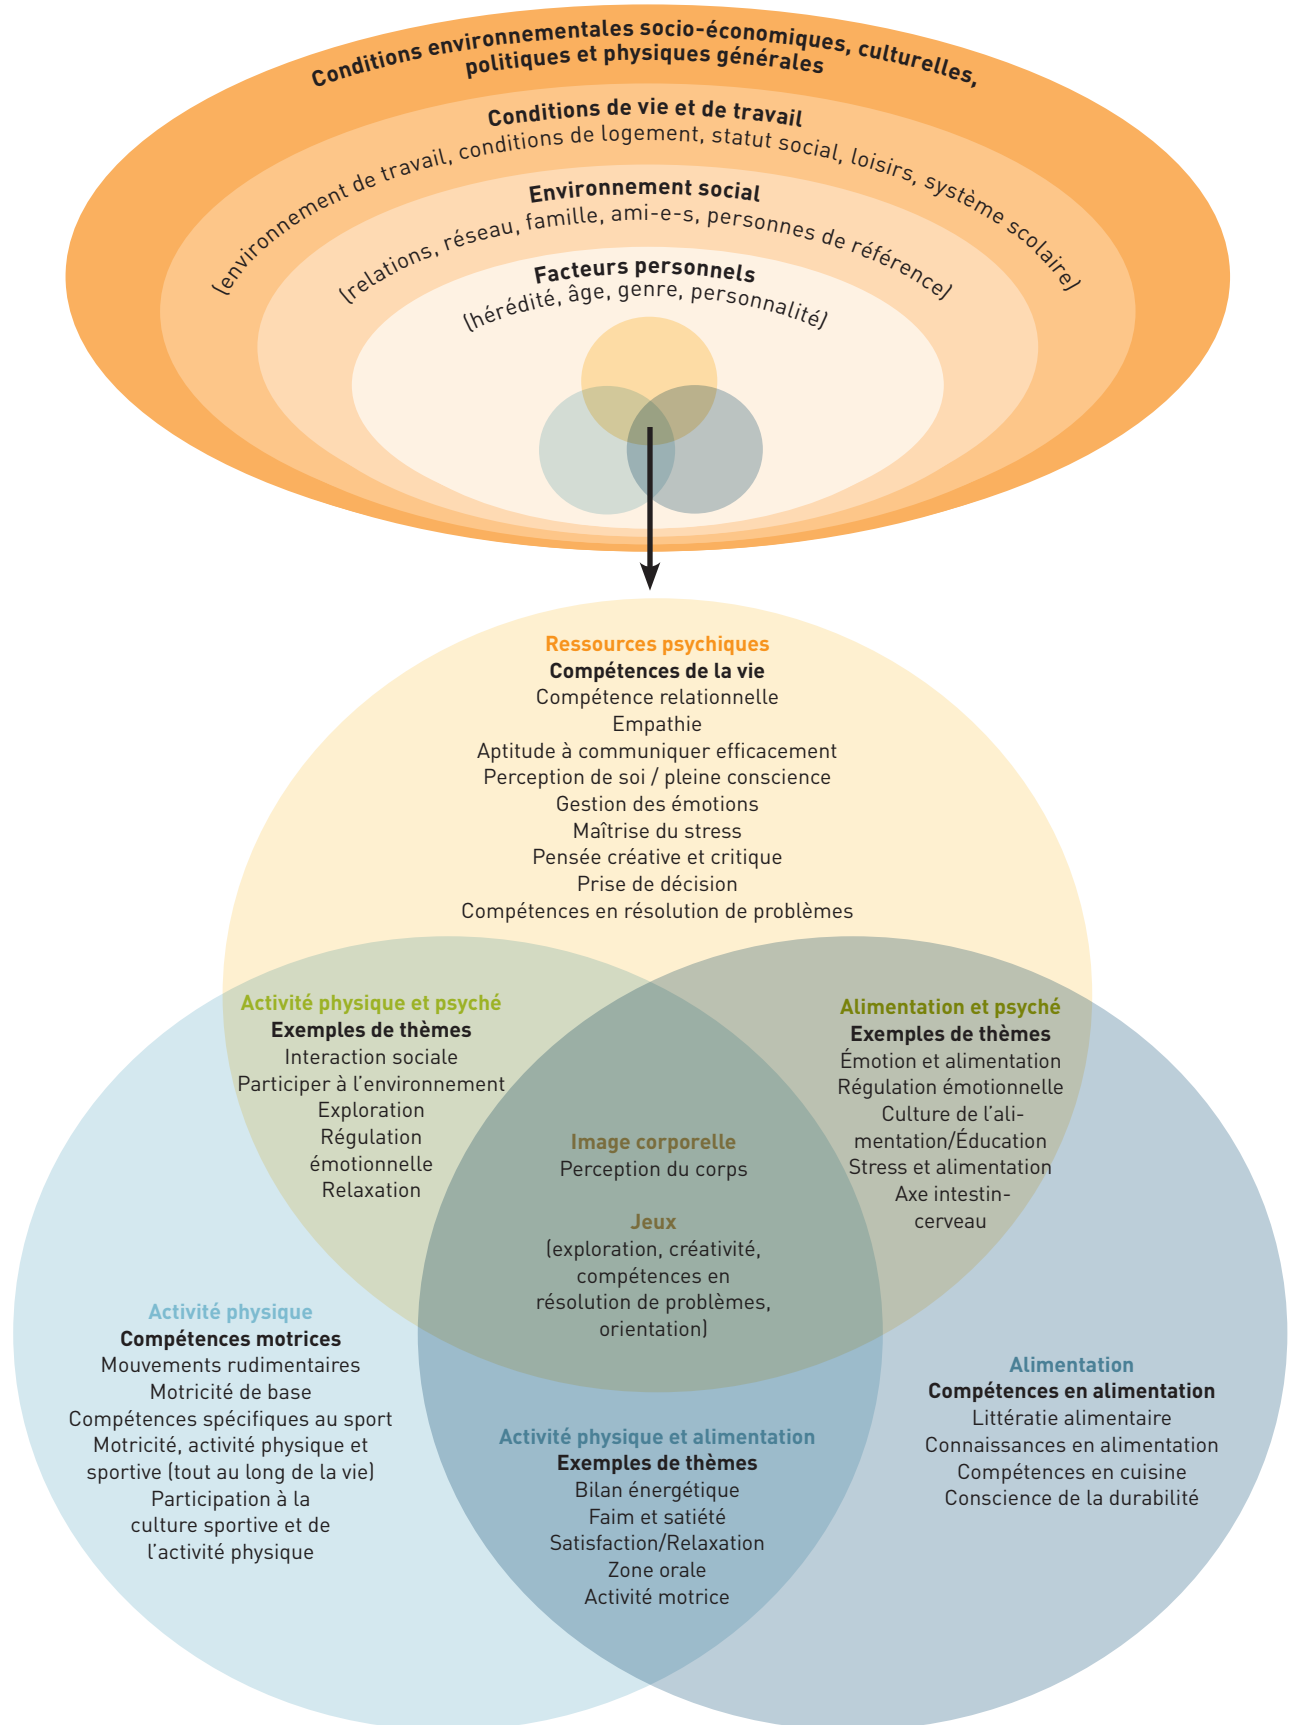 Conditions environnementales socio-économiques, culturelles,
politiques et physiques générales
Conditions de vie et de travail
(environnement de travail, conditions de logement, statut social, loisirs, système scolaire)
Environnement social
(relations, réseau, famille, ami-e-s, personnes de référence)
Facteurs personnels
(hérédité, âge, genre, personnalité)
Ressources psychiques
Compétences de la vie
Compétence relationnelle
Empathie
Aptitude à communiquer efficacement
Perception de soi / pleine conscience
Gestion des émotions
Maîtrise du stress
Pensée créative et critique
Prise de décision
Compétences en résolution de problèmes
Activité physique et psyché
Exemples de thèmes
Interaction sociale
Participer à l’environnement
Exploration
Régulation
émotionnelle
Relaxation
Alimentation et psyché
Exemples de thèmes
Émotion et alimentation
Régulation émotionnelle
Culture de l’ali-
mentation/Éducation
Stress et alimentation
Axe intestin-
cerveau
Image corporelle
Perception du corps
Jeux
(exploration, créativité,
compétences en
résolution de problèmes,
orientation)
Activité physique
Compétences motrices
Mouvements rudimentaires
Motricité de base
Compétences spécifiques au sport
Motricité, activité physique et
sportive (tout au long de la vie)
Participation à la
culture sportive et de
l’activité physique
Activité physique et alimentation
Exemples de thèmes
Bilan énergétique
Faim et satiété
Satisfaction/Relaxation
Zone orale
Activité motrice
Alimentation
Compétences en alimentation
Littératie alimentaire
Connaissances en alimentation
Compétences en cuisine
Conscience de la durabilité